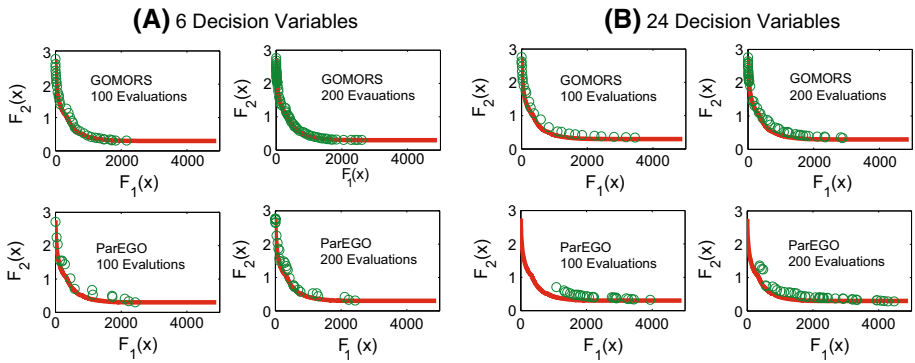 (A) 6 Decision Variables
(B) 24 Decision Variables
3
2
1
0
F2(x)
GOMORS
100 Evaluations
0 2000 4000
F1(x)
3
2
1
0
F2(x)
GOMORS
200 Evauations
0 2000 4000
F1(x)
3
2
1
0
F2(x)
GOMORS
100 Evaluations
0 2000 4000
F1(x)
3
2
1
0
F2(x)
GOMORS
200 Evaluations
0 2000 4000
F1(x)
3
2
1
0
F2(x)
ParEGO
100 Evalutions
0 2000 4000
F1(x)
3
2
1
0
F2(x)
ParEGO
200 Evaluations
0 2000 4000
F1(x)
3
2
1
0
F2(x)
ParEGO
100 Evaluations
0 2000 4000
F1(x)
3
2
1
0
F2(x)
ParEGO
200 Evaluations
0 2000 4000
F1(x)